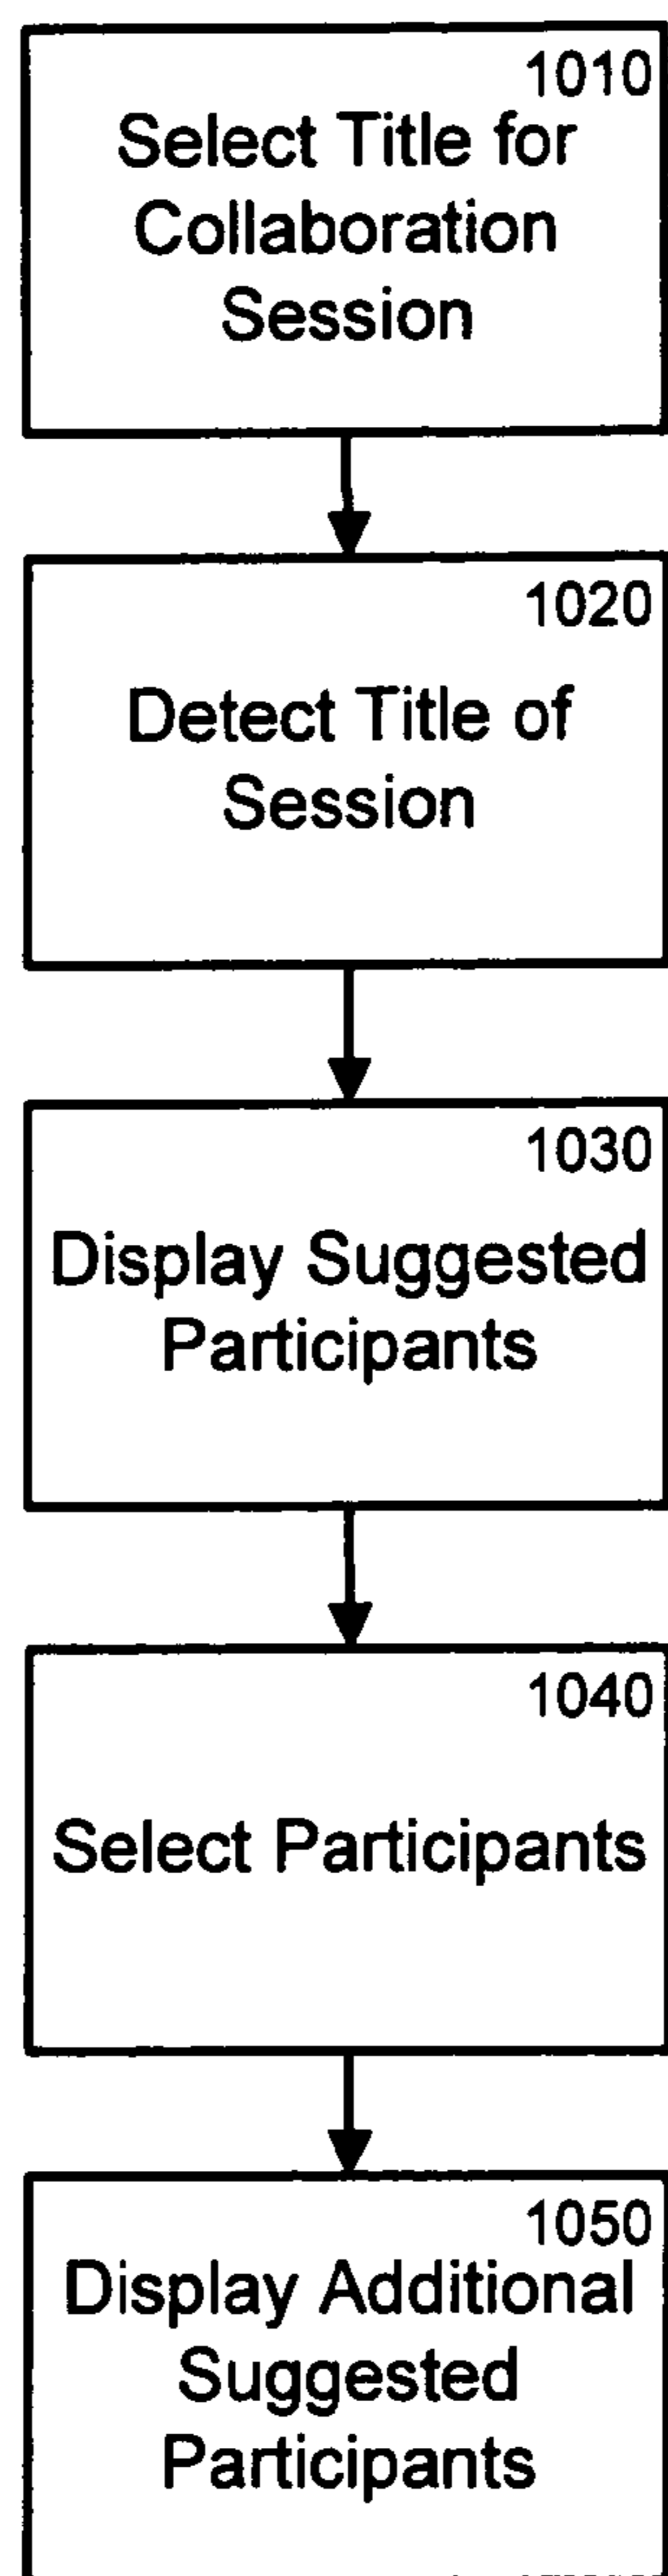 1010
Select Title for
Collaboration
Session
1020
Detect Title of
Session
1030
Display Suggested
Participants
1040
Select Participants
1050
Display Additional
Suggested
Participants